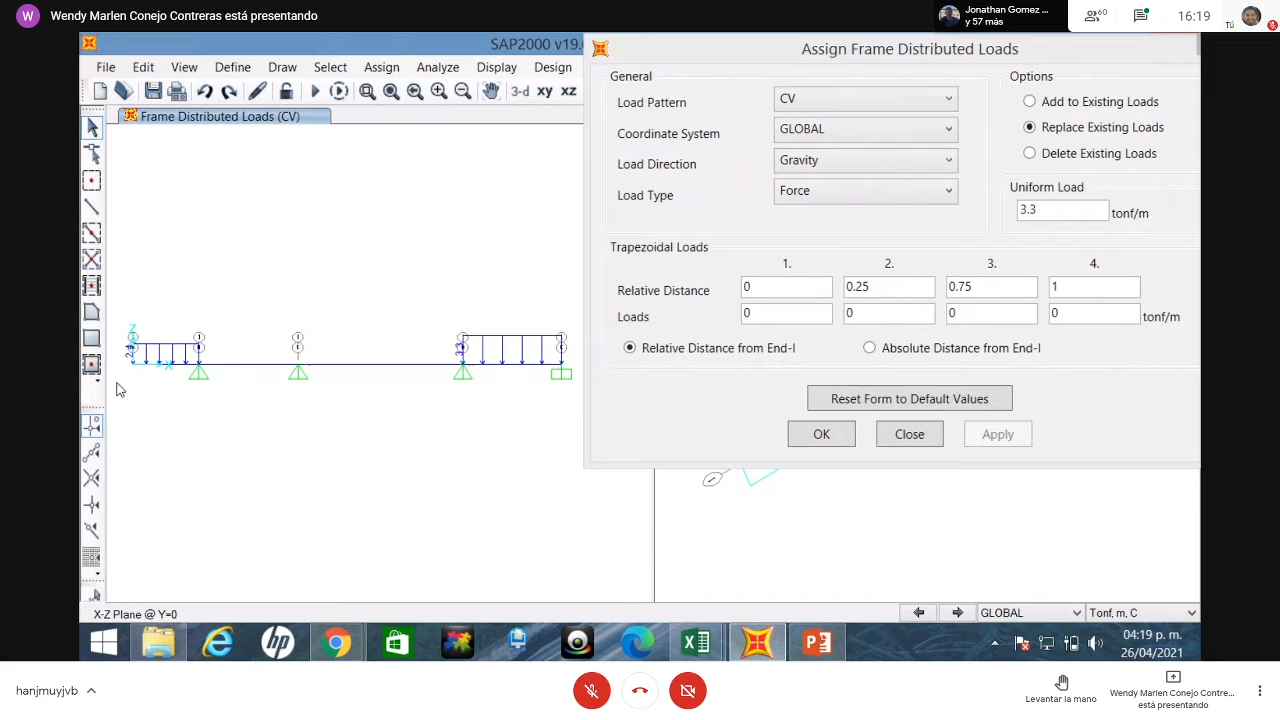 W Wendy Marlen Conejo Contreras está presentando
Jonathan Gomez ...
y 57 más
60
16:19
Tú
SAP2000 v19.
File Edit View Define Draw Select Assign Analyze Display Design
3-d xy xz
Frame Distributed Loads (CV)
Z
X
3.3
Assign Frame Distributed Loads
General
Load Pattern CV
Coordinate System GLOBAL
Load Direction Gravity
Load Type Force
Options
Add to Existing Loads
Replace Existing Loads
Delete Existing Loads
Uniform Load
3.3 tonf/m
Trapezoidal Loads
1. 2. 3. 4.
Relative Distance 0 0.25 0.75 1
Loads 0 0 0 0 tonf/m
Relative Distance from End-I Absolute Distance from End-I
Reset Form to Default Values
OK Close Apply
X-Z Plane @ Y=0
GLOBAL Tonf, m, C
04:19 p. m.
26/04/2021
hanjmuyjvb
Levantar la mano
Wendy Marlen Conejo Contre...
está presentando